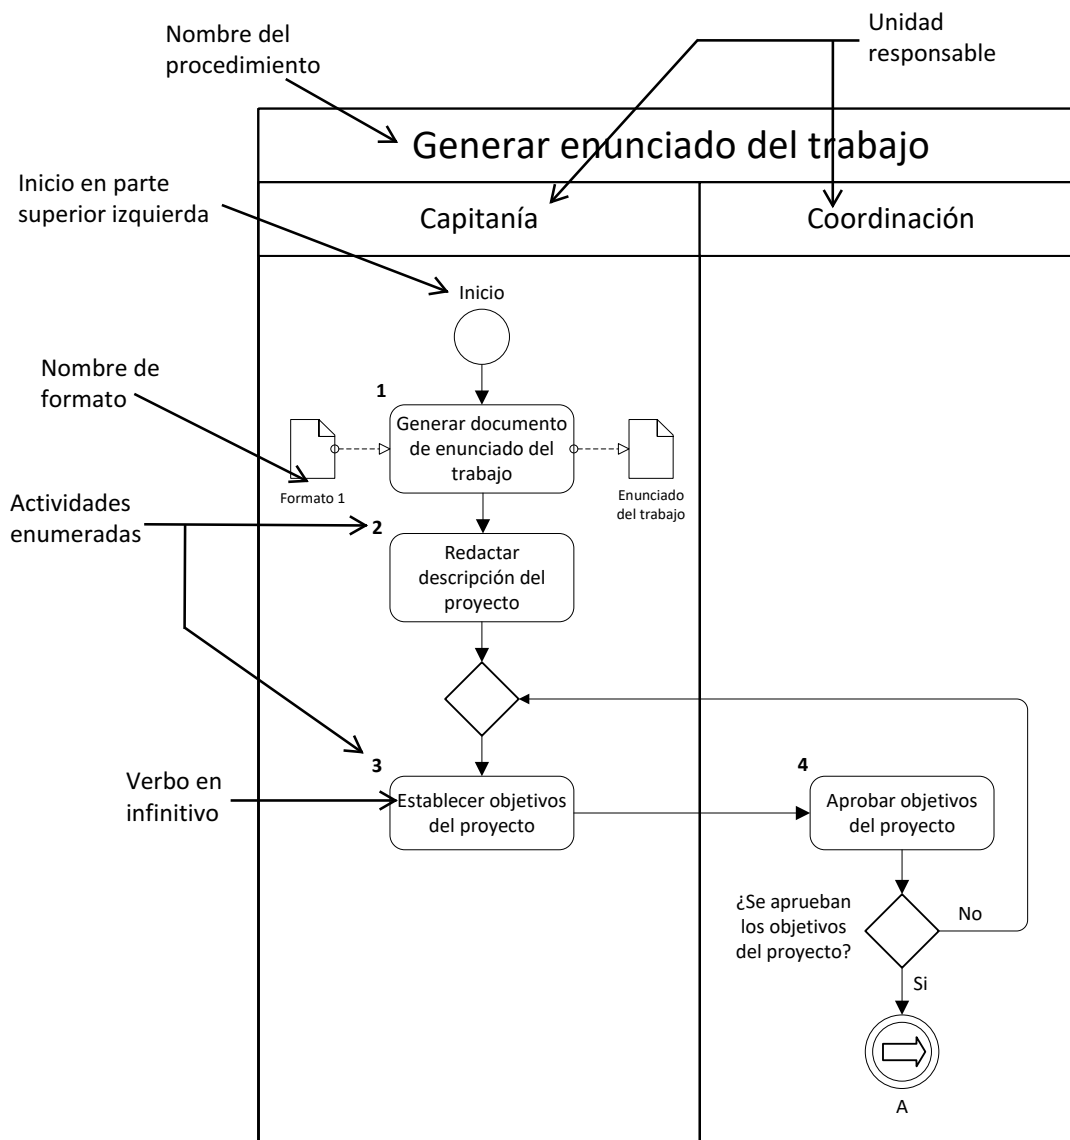 Nombre del
procedimiento
Unidad
responsable
Generar enunciado del trabajo
Inicio en parte
superior izquierda
Capitanía
Coordinación
Inicio
Nombre de
formato
1
Generar documento
de enunciado del
trabajo
Formato 1
Enunciado
del trabajo
Actividades
enumeradas
2
Redactar
descripción del
proyecto
3
4
Verbo en
infinitivo
Establecer objetivos
del proyecto
Aprobar objetivos
del proyecto
¿Se aprueban
los objetivos
del proyecto?
No
Si
A